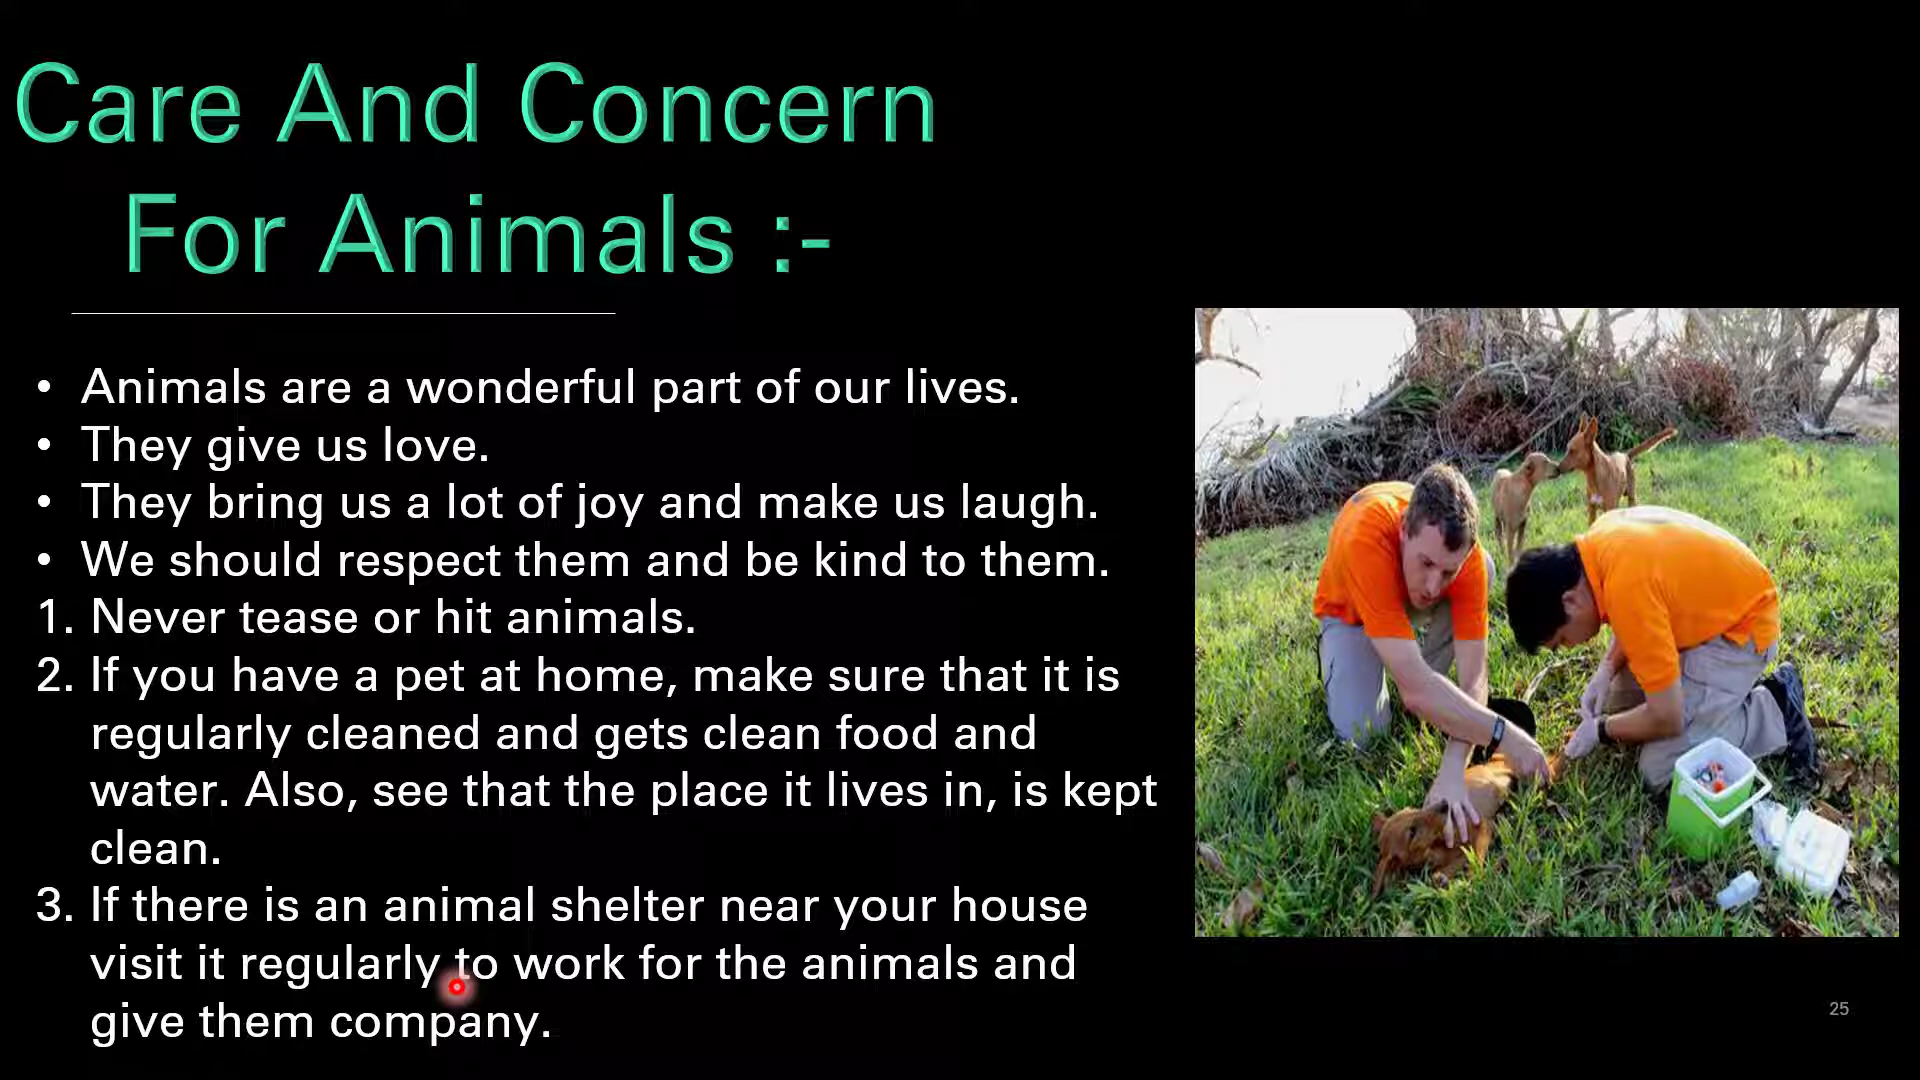 Care And Concern
For Animals :-
• Animals are a wonderful part of our lives.
• They give us love.
• They bring us a lot of joy and make us laugh.
• We should respect them and be kind to them.
1. Never tease or hit animals.
2. If you have a pet at home, make sure that it is
regularly cleaned and gets clean food and
water. Also, see that the place it lives in, is kept
clean.
3. If there is an animal shelter near your house
visit it regularly to work for the animals and
give them company.
25